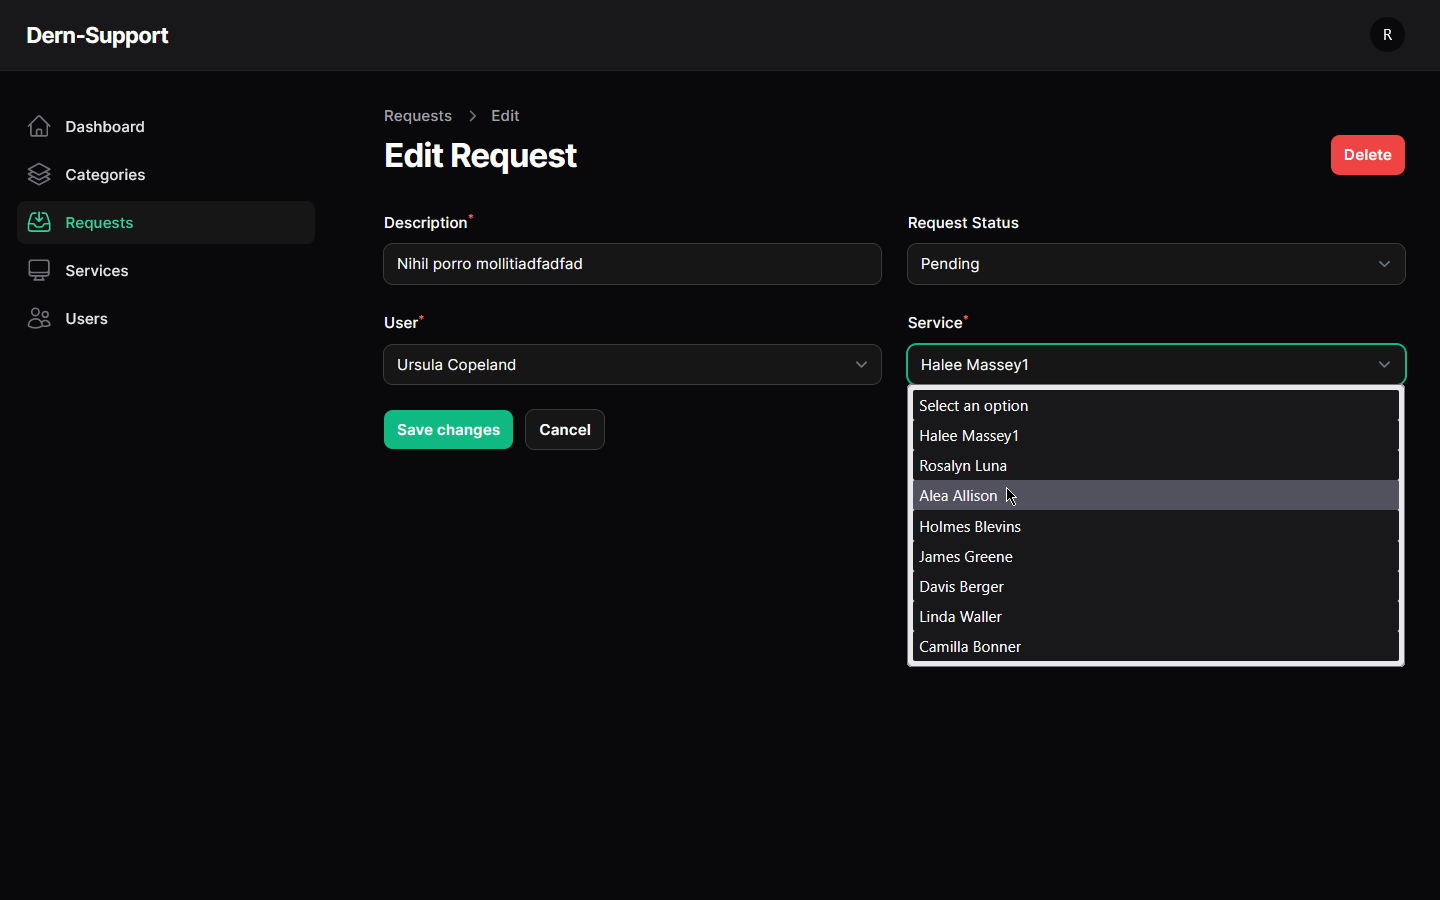 Dern-Support
R
Dashboard
Categories
Requests
Services
Users
Requests > Edit
Edit Request
Delete
Description*
Nihil porro mollitiadfadfad
Request Status
Pending
User*
Ursula Copeland
Service*
Halee Massey1
Select an option
Halee Massey1
Rosalyn Luna
Alea Allison
Holmes Blevins
James Greene
Davis Berger
Linda Waller
Camilla Bonner
Save changes
Cancel